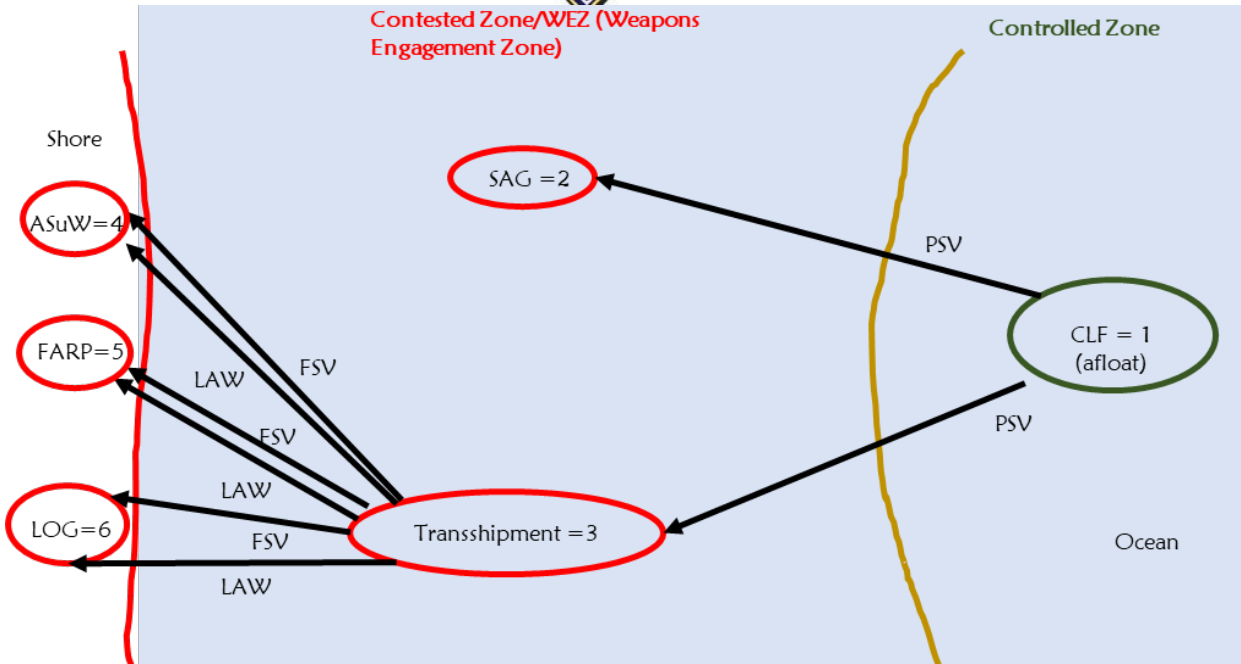 Contested Zone/WEZ (Weapons
Engagement Zone)
Controlled Zone
Shore
SAG =2
ASuW=4
PSV
FARP=5
FSV
CLF = 1
(afloat)
LAW
FSV
PSV
LAW
LOG=6
Transshipment =3
FSV
Ocean
LAW